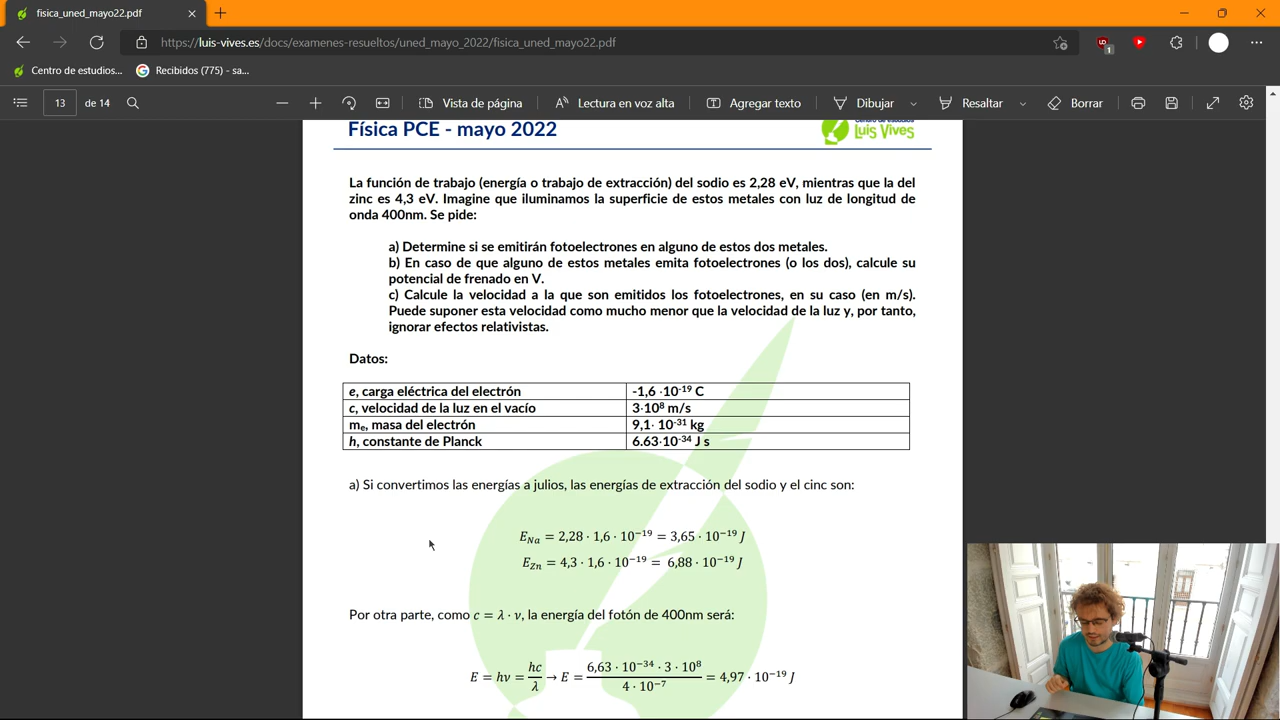 fisica_uned_mayo22.pdf
https://luis-vives.es/docs/examenes-resueltos/uned_mayo_2022/fisica_uned_mayo22.pdf
1
Centro de estudios...
Recibidos (775) - sa...
13 de 14
Vista de página
Lectura en voz alta
Agregar texto
Dibujar
Resaltar
Borrar
Física PCE - mayo 2022
Luis Vives
La función de trabajo (energía o trabajo de extracción) del sodio es 2,28 eV, mientras que la del
zinc es 4,3 eV. Imagine que iluminamos la superficie de estos metales con luz de longitud de
onda 400nm. Se pide:
a) Determine si se emitirán fotoelectrones en alguno de estos dos metales.
b) En caso de que alguno de estos metales emita fotoelectrones (o los dos), calcule su
potencial de frenado en V.
c) Calcule la velocidad a la que son emitidos los fotoelectrones, en su caso (en m/s).
Puede suponer esta velocidad como mucho menor que la velocidad de la luz y, por tanto,
ignorar efectos relativistas.
Datos:
e, carga eléctrica del electrón -1,6 ·10⁻¹⁹ C
c, velocidad de la luz en el vacío 3·10⁸ m/s
mₑ, masa del electrón 9,1· 10⁻³¹ kg
h, constante de Planck 6.63·10⁻³⁴ J s
a) Si convertimos las energías a julios, las energías de extracción del sodio y el cinc son:
E_Na = 2,28 · 1,6 · 10⁻¹⁹ = 3,65 · 10⁻¹⁹ J
E_Zn = 4,3 · 1,6 · 10⁻¹⁹ = 6,88 · 10⁻¹⁹ J
Por otra parte, como c = λ · ν, la energía del fotón de 400nm será:
E = hν = hc/λ → E = (6,63 · 10⁻³⁴ · 3 · 10⁸)/(4 · 10⁻⁷) = 4,97 · 10⁻¹⁹ J